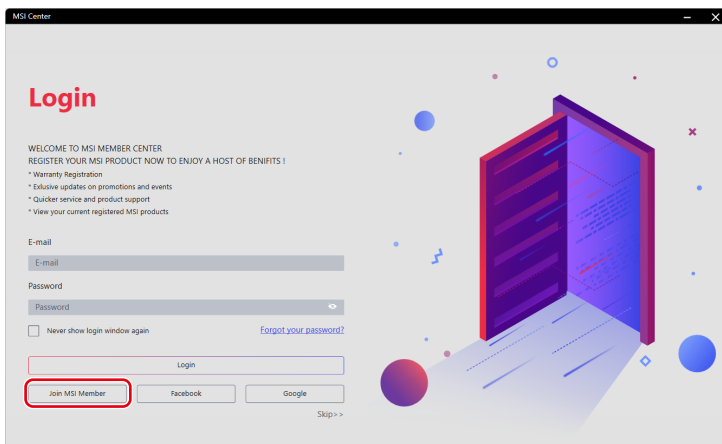 MSI Center
Login
WELCOME TO MSI MEMBER CENTER
REGISTER YOUR MSI PRODUCT NOW TO ENJOY A HOST OF BENIFITS !
* Warranty Registration
* Exlusive updates on promotions and events
* Quicker service and product support
* View your current registered MSI products
E-mail
E-mail
Password
Password
Never show login window again Forgot your password?
Login
Join MSI Member Facebook Google
Skip>>